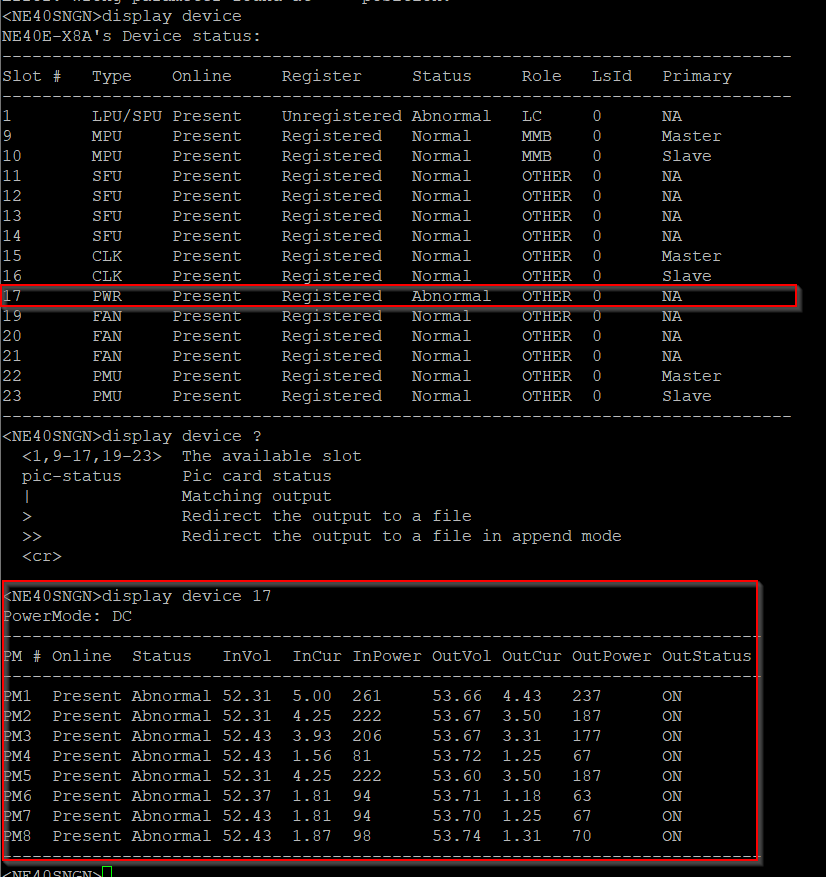 <NE40SNGN>display device
NE40E-X8A's Device status:
-------------------------------------------------------------------------------
Slot #   Type    Online     Register     Status     Role   LsId   Primary
-------------------------------------------------------------------------------
1        LPU/SPU Present    Unregistered Abnormal   LC     0      NA
9        MPU     Present    Registered   Normal     MMB    0      Master
10       MPU     Present    Registered   Normal     MMB    0      Slave
11       SFU     Present    Registered   Normal     OTHER  0      NA
12       SFU     Present    Registered   Normal     OTHER  0      NA
13       SFU     Present    Registered   Normal     OTHER  0      NA
14       SFU     Present    Registered   Normal     OTHER  0      NA
15       CLK     Present    Registered   Normal     OTHER  0      Master
16       CLK     Present    Registered   Normal     OTHER  0      Slave
17       PWR     Present    Registered   Abnormal   OTHER  0      NA
19       FAN     Present    Registered   Normal     OTHER  0      NA
20       FAN     Present    Registered   Normal     OTHER  0      NA
21       FAN     Present    Registered   Normal     OTHER  0      NA
22       PMU     Present    Registered   Normal     OTHER  0      Master
23       PMU     Present    Registered   Normal     OTHER  0      Slave
-------------------------------------------------------------------------------
<NE40SNGN>display device ?
  <1,9-17,19-23>  The available slot
  pic-status      Pic card status
  |               Matching output
  >               Redirect the output to a file
  >>              Redirect the output to a file in append mode
  <cr>
<NE40SNGN>display device 17
PowerMode: DC
----------------------------------------------------------------------------
PM # Online  Status   InVol  InCur InPower OutVol OutCur OutPower OutStatus
----------------------------------------------------------------------------
PM1  Present Abnormal 52.31  5.00  261     53.66  4.43   237      ON
PM2  Present Abnormal 52.31  4.25  222     53.67  3.50   187      ON
PM3  Present Abnormal 52.43  3.93  206     53.67  3.31   177      ON
PM4  Present Abnormal 52.43  1.56  81      53.72  1.25   67       ON
PM5  Present Abnormal 52.31  4.25  222     53.60  3.50   187      ON
PM6  Present Abnormal 52.37  1.81  94      53.71  1.18   63       ON
PM7  Present Abnormal 52.43  1.81  94      53.70  1.25   67       ON
PM8  Present Abnormal 52.43  1.87  98      53.74  1.31   70       ON
----------------------------------------------------------------------------
<NE40SNGN>